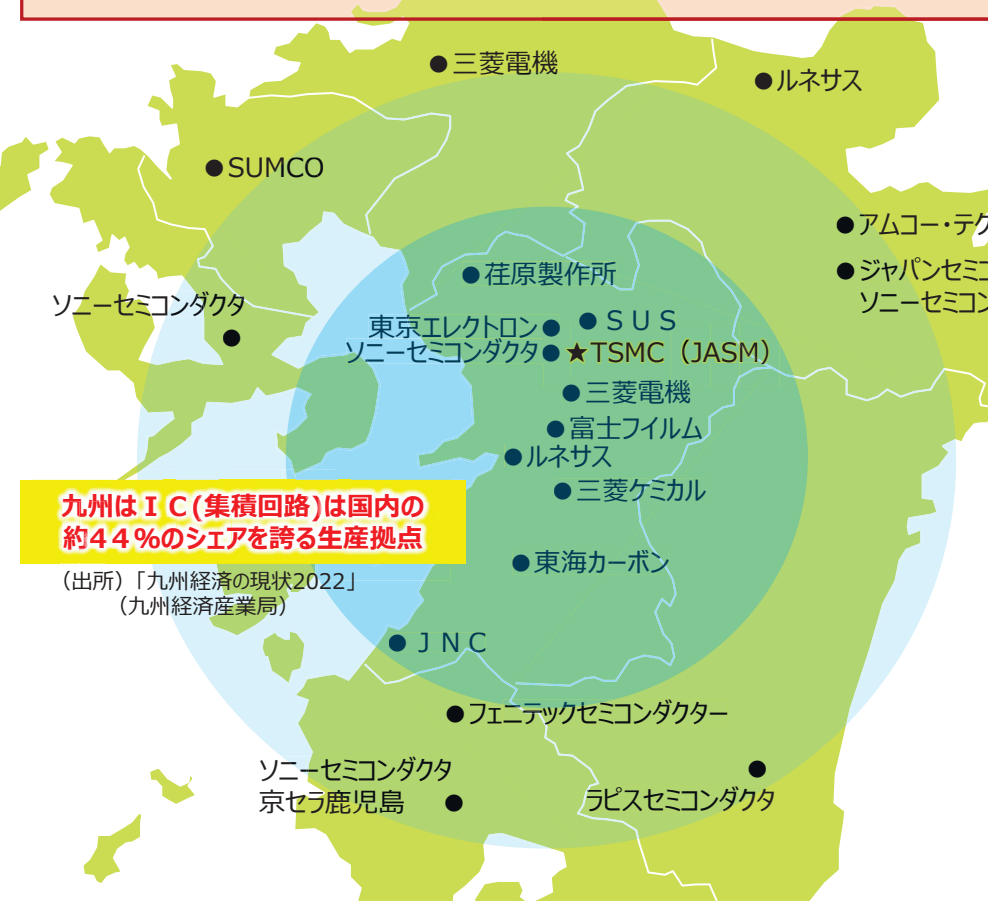 ●三菱電機
●ルネサス
●SUMCO
●アムコー・テク
●ジャパンセミコ
ソニーセミコン
●荏原製作所
ソニーセミコンダクタ
●
東京エレクトロン●
●ＳＵＳ
ソニーセミコンダクタ●
★TSMC（JASM）
●三菱電機
●富士フイルム
●ルネサス
●三菱ケミカル
九州はＩＣ(集積回路)は国内の
約４４％のシェアを誇る生産拠点
（出所）「九州経済の現状2022」
（九州経済産業局）
●東海カーボン
●ＪＮＣ
●フェニテックセミコンダクター
ソニーセミコンダクタ
京セラ鹿児島 ●
●
ラピスセミコンダクタ